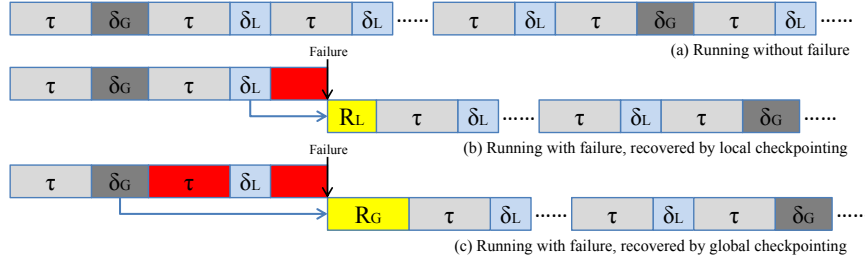 τ δG τ δL τ δL ...... τ δL τ δG τ δL ......
(a) Running without failure
Failure
τ δG τ δL
RL τ δL ...... τ δL τ δG ......
(b) Running with failure, recovered by local checkpointing
Failure
τ δG τ δL
RG τ δL ...... τ δL τ δG .....
(c) Running with failure, recovered by global checkpointing